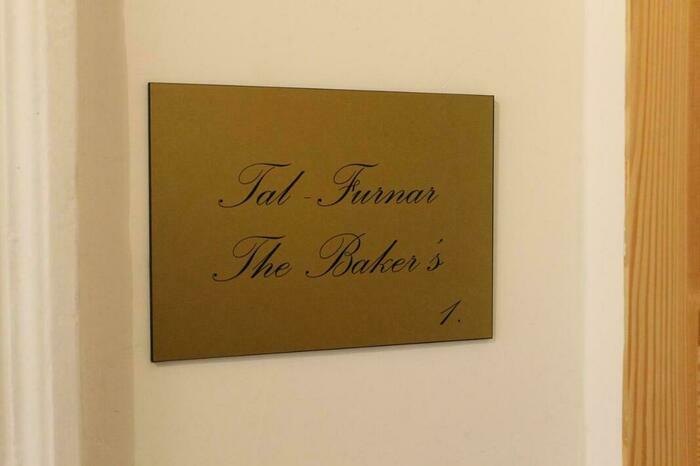 Tal-Furnar
The Baker's
1.